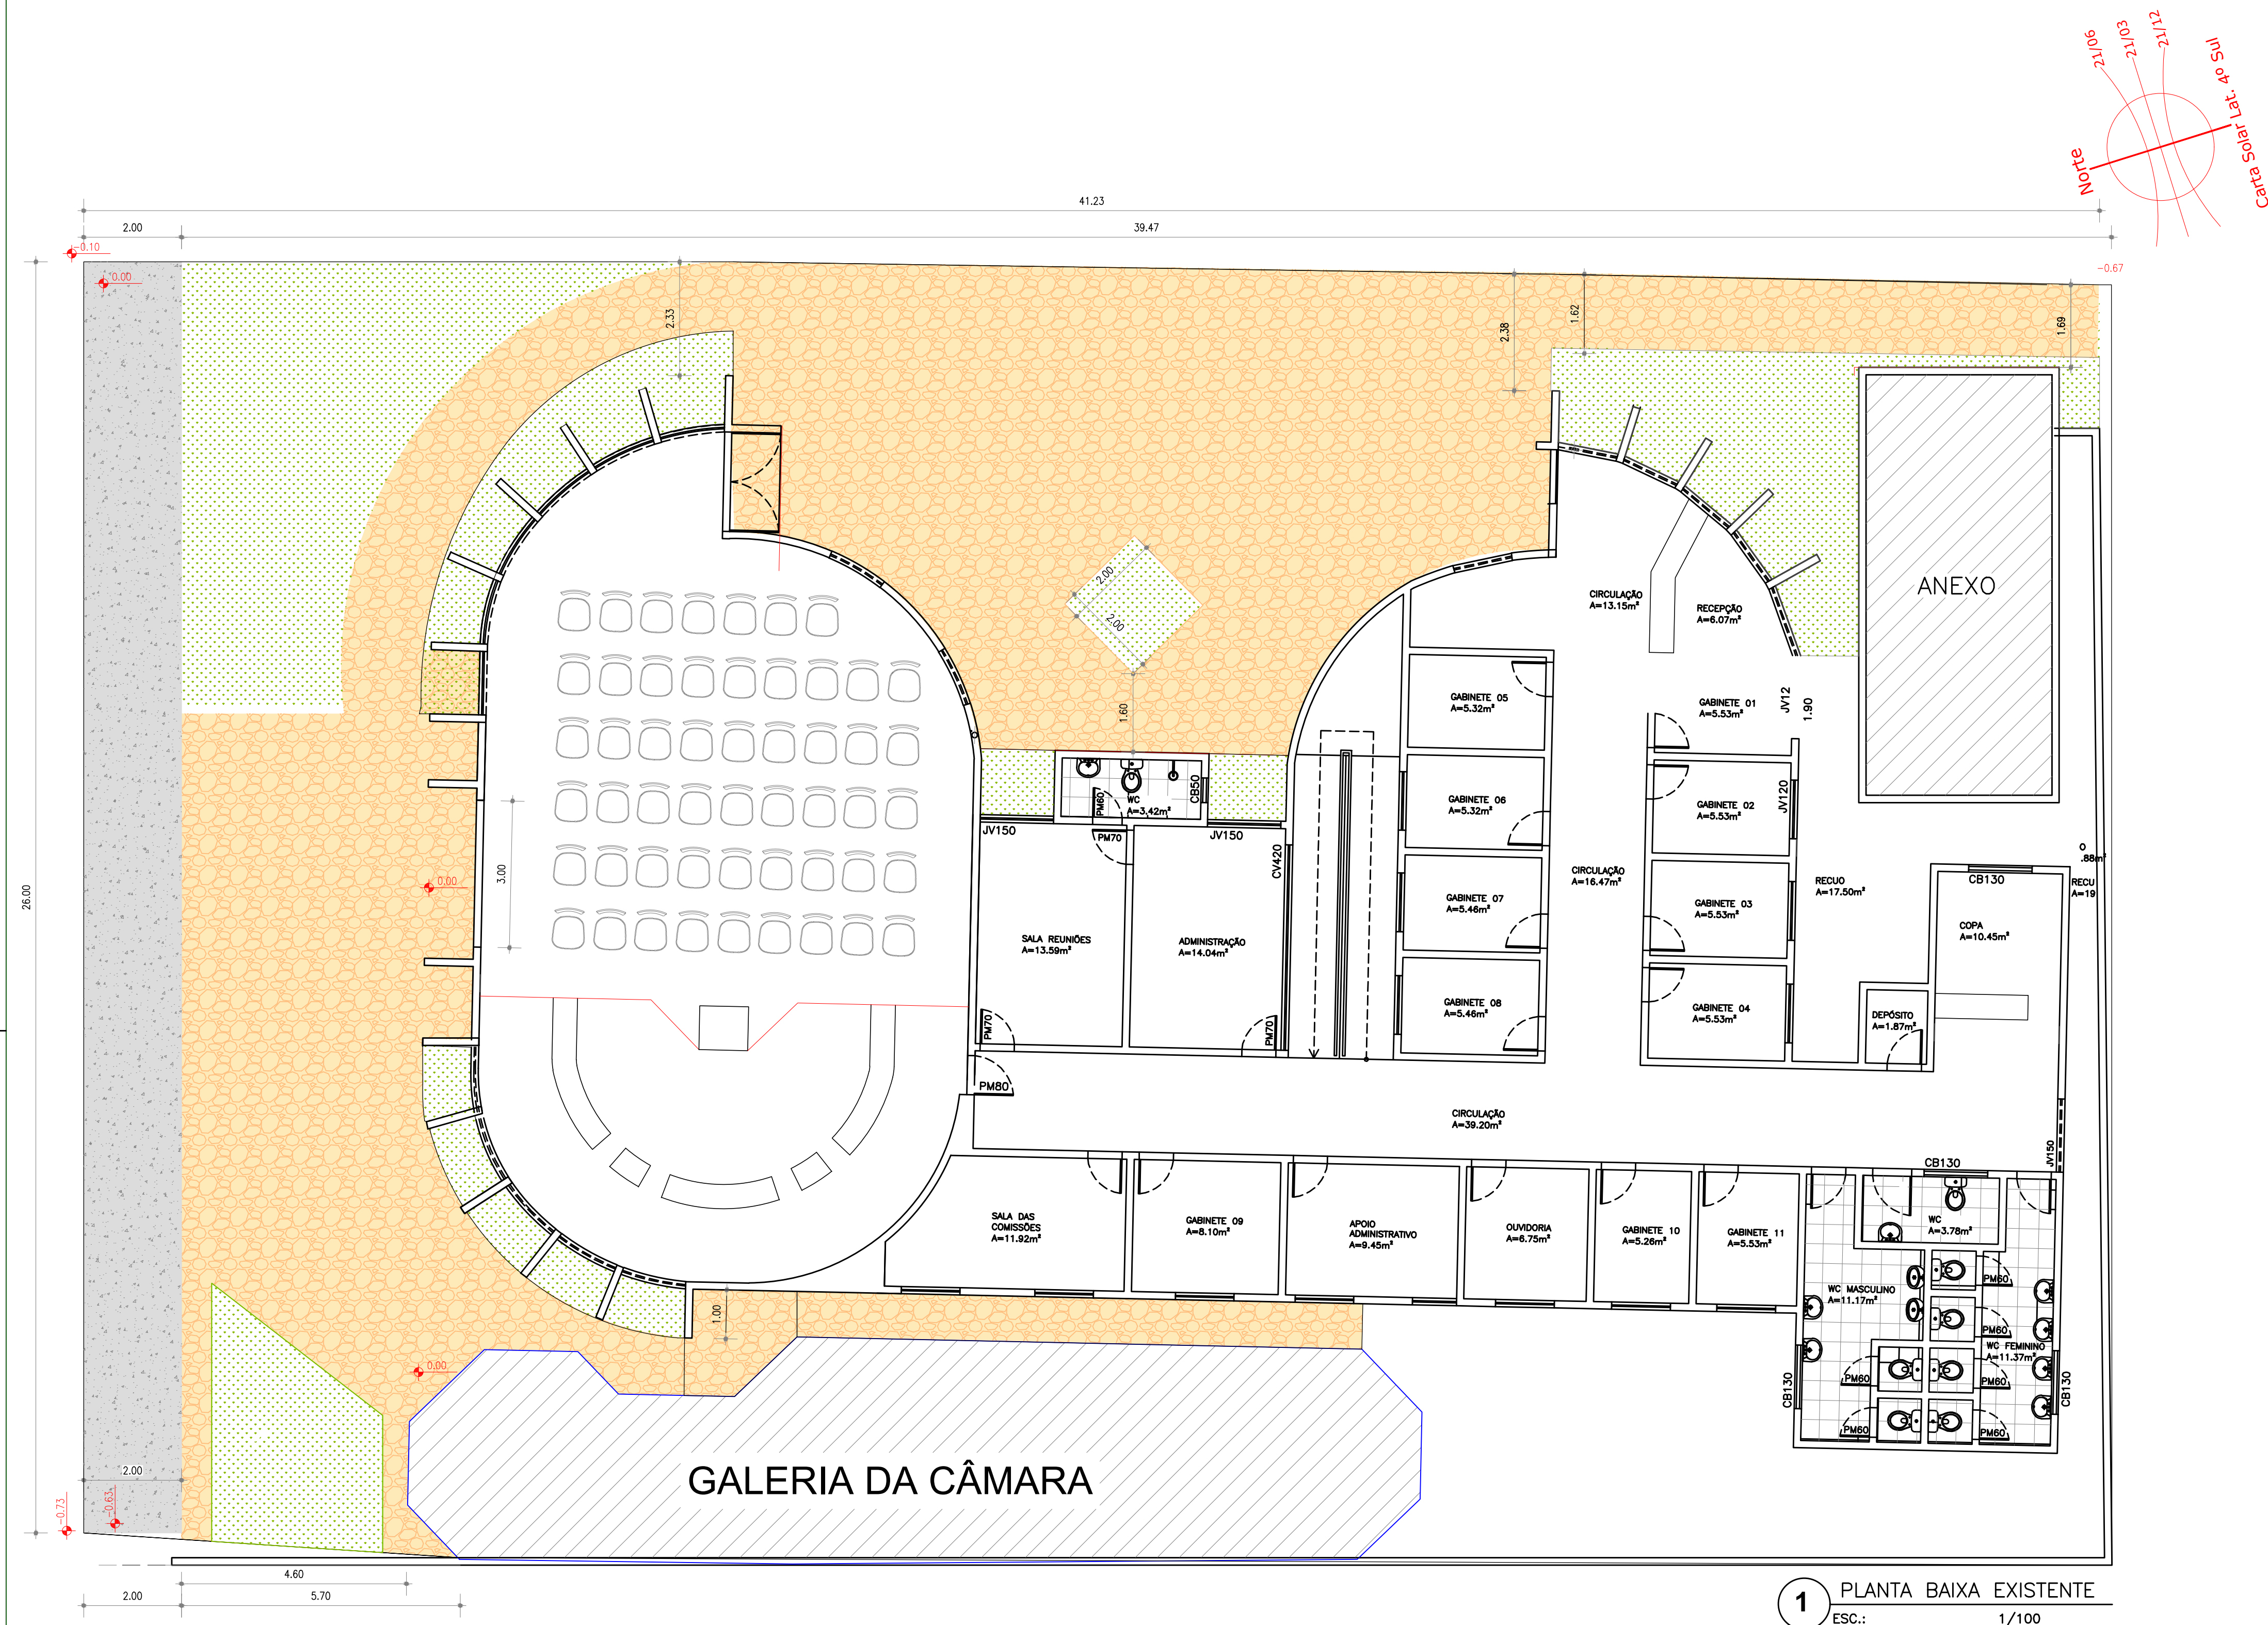 21/06
21/03
21/12
Norte
Carta Solar Lat. 4º Sul
41.23
2.00
39.47
-0.10
0.00
-0.67
2.33
2.38
1.62
1.69
26.00
ANEXO
2.00
2.00
1.60
CIRCULAÇÃO
A=13.15m²
RECEPÇÃO
A=6.07m²
GABINETE 05
A=5.32m²
GABINETE 01
A=5.53m²
JV12
1.90
GABINETE 06
A=5.32m²
GABINETE 02
A=5.53m²
JV120
WC
A=3.42m²
PM60
CB50
JV150
PM70
JV150
CV420
3.00
0.00
CIRCULAÇÃO
A=16.47m²
GABINETE 07
A=5.46m²
GABINETE 03
A=5.53m²
RECUO
A=17.50m²
CB130
O
.88m²
RECU
A=19
COPA
A=10.45m²
SALA REUNIÕES
A=13.59m²
ADMINISTRAÇÃO
A=14.04m²
GABINETE 08
A=5.46m²
GABINETE 04
A=5.53m²
DEPÓSITO
A=1.87m²
PM70
PM70
PM80
CIRCULAÇÃO
A=39.20m²
JV150
CB130
SALA DAS
COMISSÕES
A=11.92m²
GABINETE 09
A=8.10m²
APOIO
ADMINISTRATIVO
A=9.45m²
OUVIDORIA
A=6.75m²
GABINETE 10
A=5.26m²
GABINETE 11
A=5.53m²
WC
A=3.78m²
WC MASCULINO
A=11.17m²
PM60
PM60
WC FEMININO
A=11.37m²
PM60
PM60
PM60
PM60
CB130
CB130
1.00
0.00
GALERIA DA CÂMARA
2.00
-0.73
-0.63
4.60
2.00
5.70
1
PLANTA BAIXA EXISTENTE
ESC.: 1/100